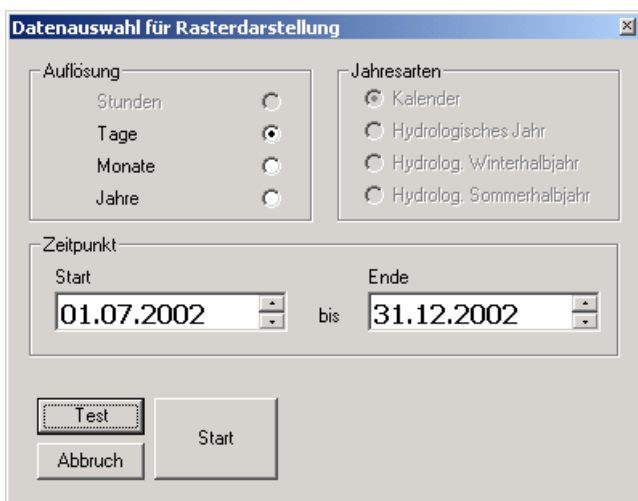 Datenauswahl für Rasterdarstellung
Auflösung
Stunden
Tage
Monate
Jahre
Jahresarten
Kalender
Hydrologisches Jahr
Hydrolog. Winterhalbjahr
Hydrolog. Sommerhalbjahr
Zeitpunkt
Start
Ende
01.07.2002 bis 31.12.2002
Test
Abbruch
Start